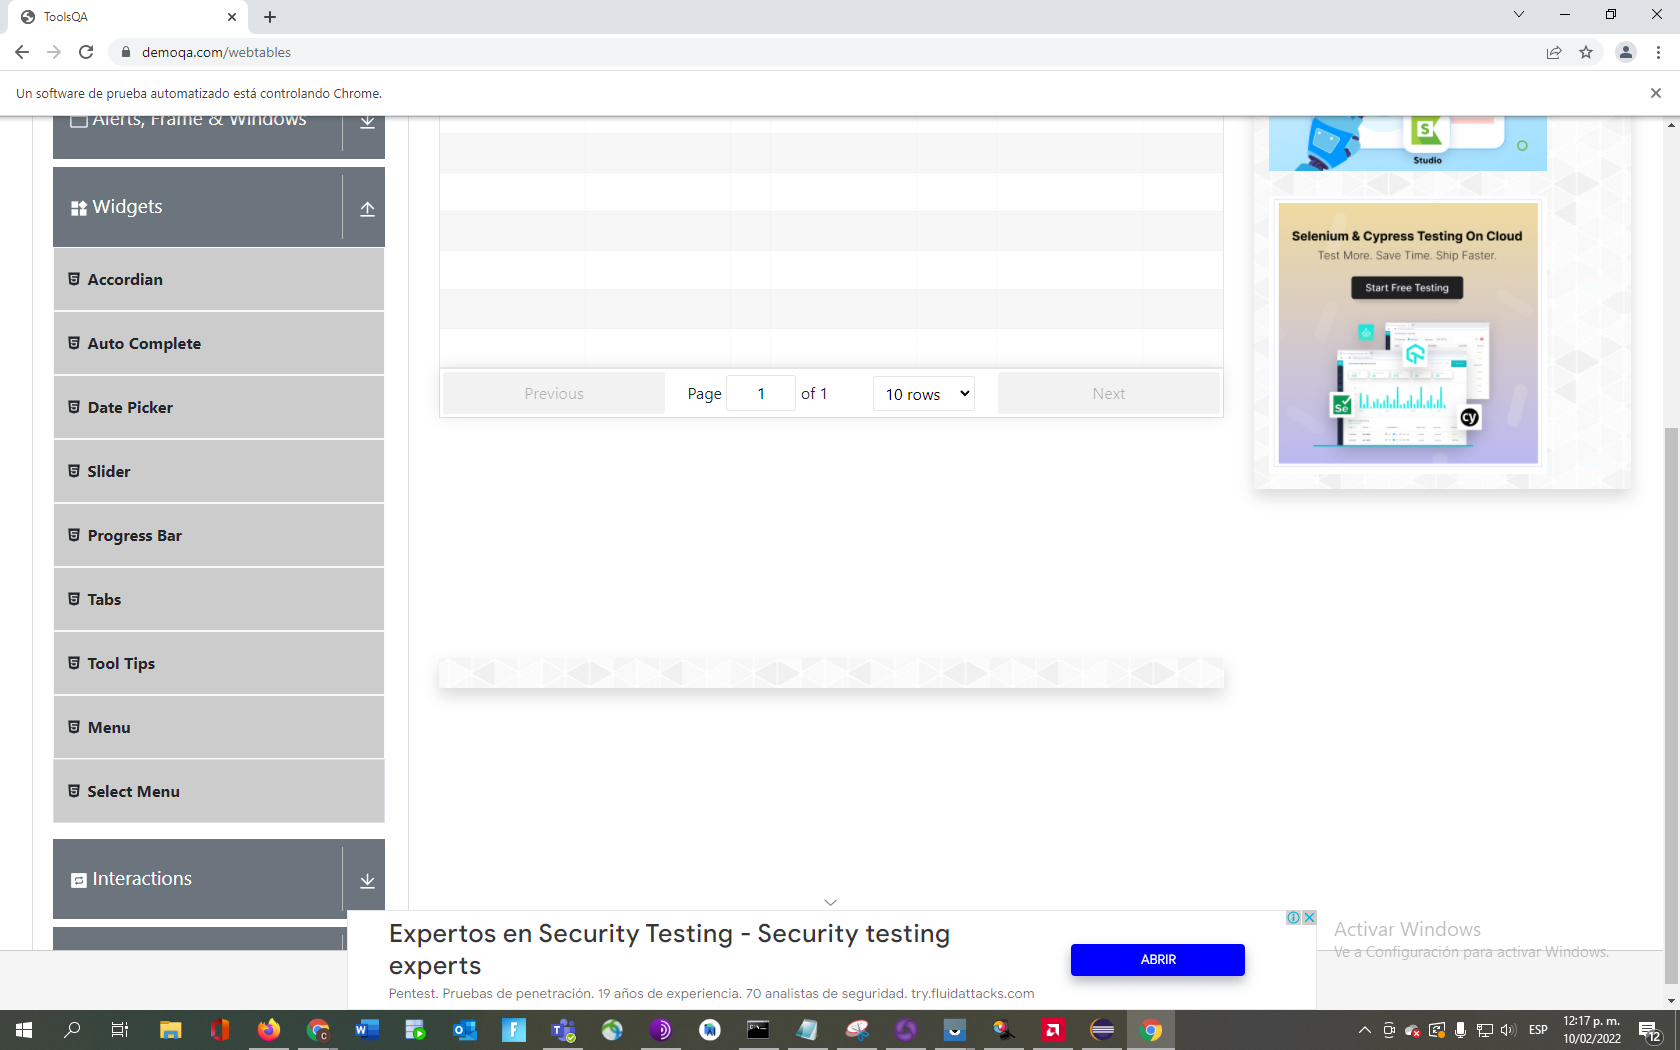 ToolsQA
demoqa.com/webtables
Un software de prueba automatizado está controlando Chrome.
Alerts, Frame & Windows
Widgets
Accordian
Auto Complete
Date Picker
Slider
Progress Bar
Tabs
Tool Tips
Menu
Select Menu
Interactions
Previous
Page 1 of 1
10 rows
Next
S
Studio
Selenium & Cypress Testing On Cloud
Test More. Save Time. Ship Faster.
Start Free Testing
Se
cy
Expertos en Security Testing - Security testing
experts
Pentest. Pruebas de penetración. 19 años de experiencia. 70 analistas de seguridad. try.fluidattacks.com
ABRIR
Activar Windows
Ve a Configuración para activar Windows.
ESP
12:17 p. m.
10/02/2022
12